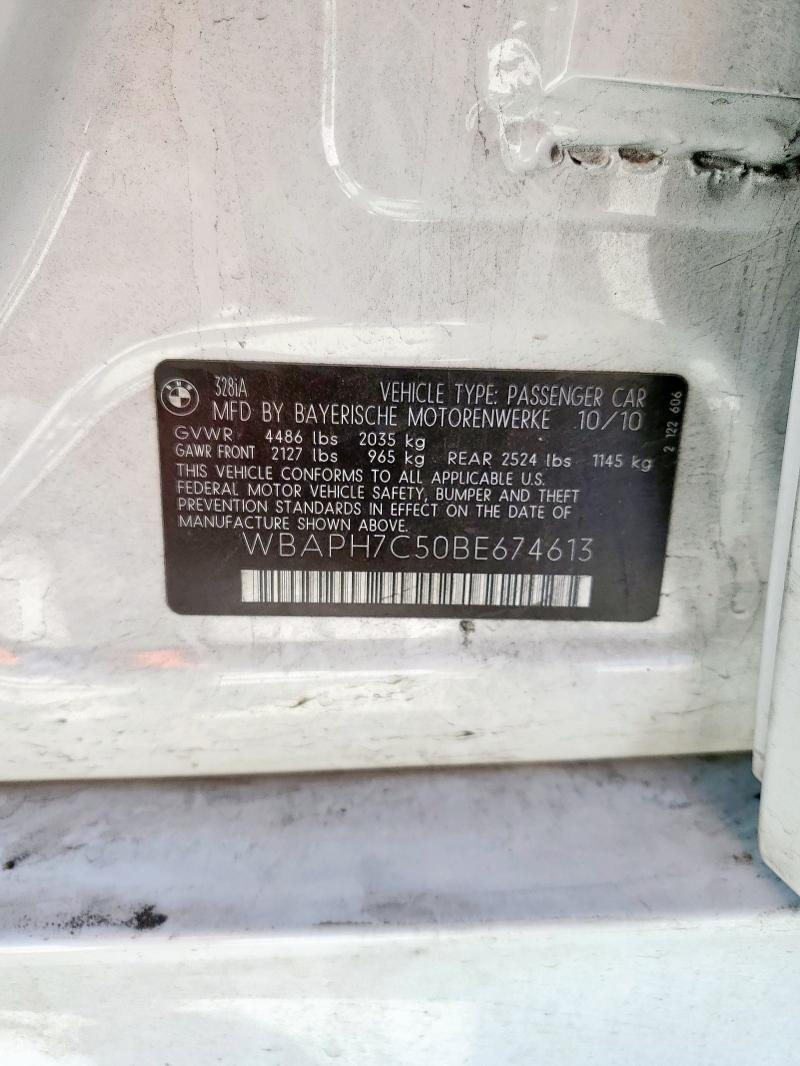 BMW
328iA VEHICLE TYPE: PASSENGER CAR
MFD BY BAYERISCHE MOTORENWERKE 10/10
GVWR 4486 lbs 2035 kg
GAWR FRONT 2127 lbs 965 kg REAR 2524 lbs 1145 kg
THIS VEHICLE CONFORMS TO ALL APPLICABLE U.S.
FEDERAL MOTOR VEHICLE SAFETY, BUMPER AND THEFT
PREVENTION STANDARDS IN EFFECT ON THE DATE OF
MANUFACTURE SHOWN ABOVE.
WBAPH7C50BE674613
2 122 606